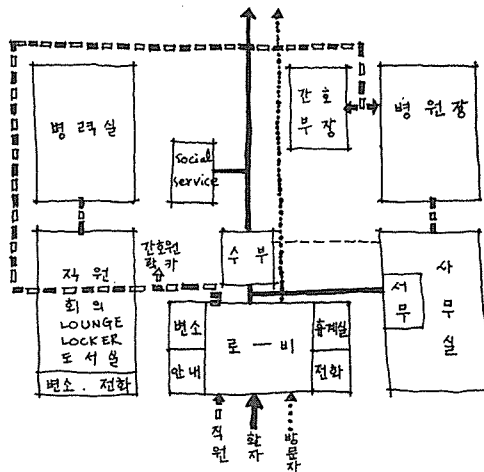 간호
부장
병원장
병력실
social
service
간호원
락카
수부
직원
회의
LOUNGE
LOCKER
도서실
변소. 전화
변소
안내
로-비
휴게실
전화
서무
사무실
직원
환자
방문자